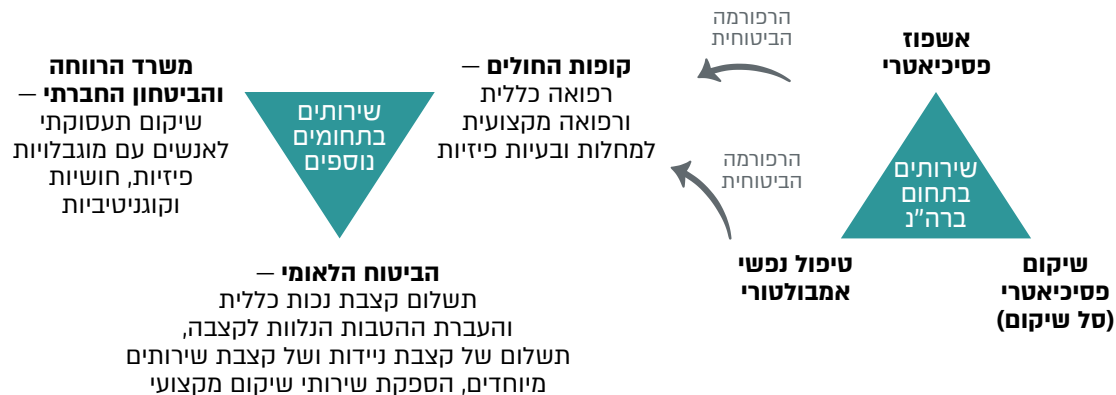 אשפוז
פסיכיאטרי
שירותים
בתחום
ברה"נ
שיקום
פסיכיאטרי
(סל שיקום)
טיפול נפשי
אמבולטורי
הרפורמה
הביטוחית
הרפורמה
הביטוחית
קופות החולים –
רפואה כללית
ורפואה מקצועית
למחלות ובעיות פיזיות
שירותים
בתחומים
נוספים
משרד הרווחה
והביטחון החברתי –
שיקום תעסוקתי
לאנשים עם מוגבלויות
פיזיות, חושיות
וקוגניטיביות
הביטוח הלאומי –
תשלום קצבת נכות כללית
והעברת ההטבות הנלוות לקצבה,
תשלום של קצבת ניידות ושל קצבת שירותים
מיוחדים, הספקת שירותי שיקום מקצועי